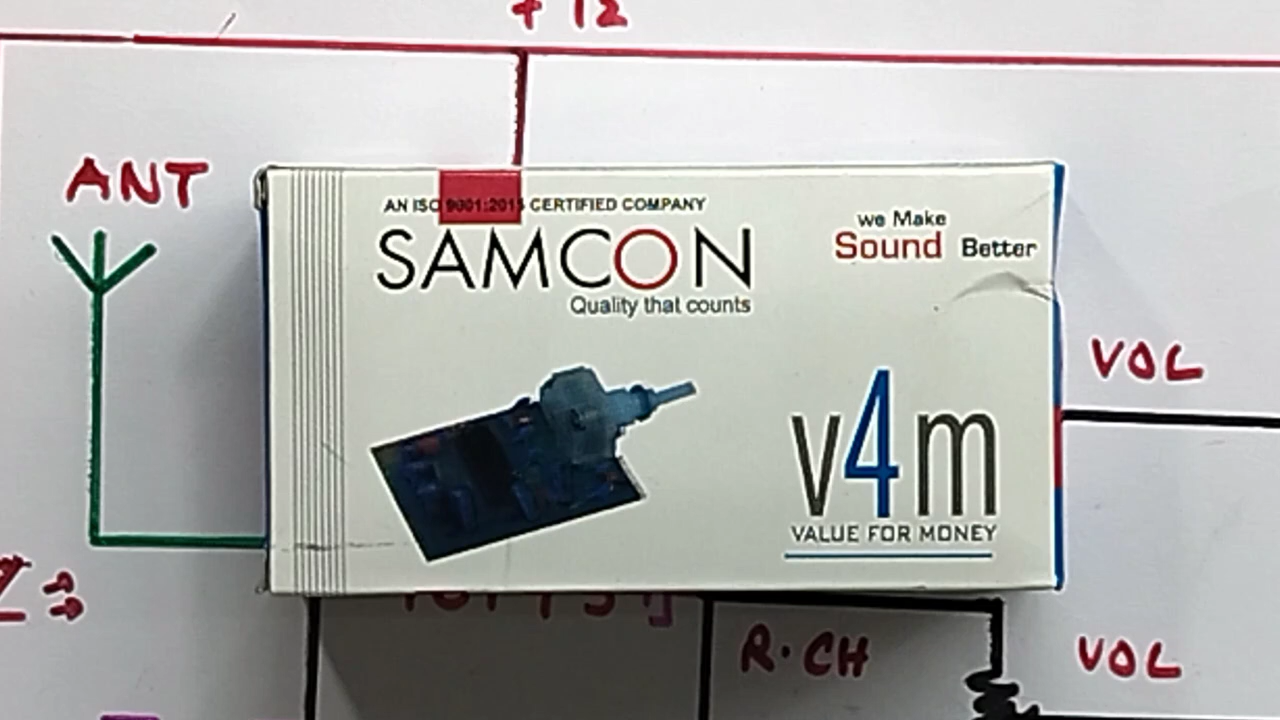 + 12
ANT
AN ISO 9001:2015 CERTIFIED COMPANY
SAMCON
Quality that counts
we Make
Sound Better
v4m
VALUE FOR MONEY
VOL
R.CH
VOL